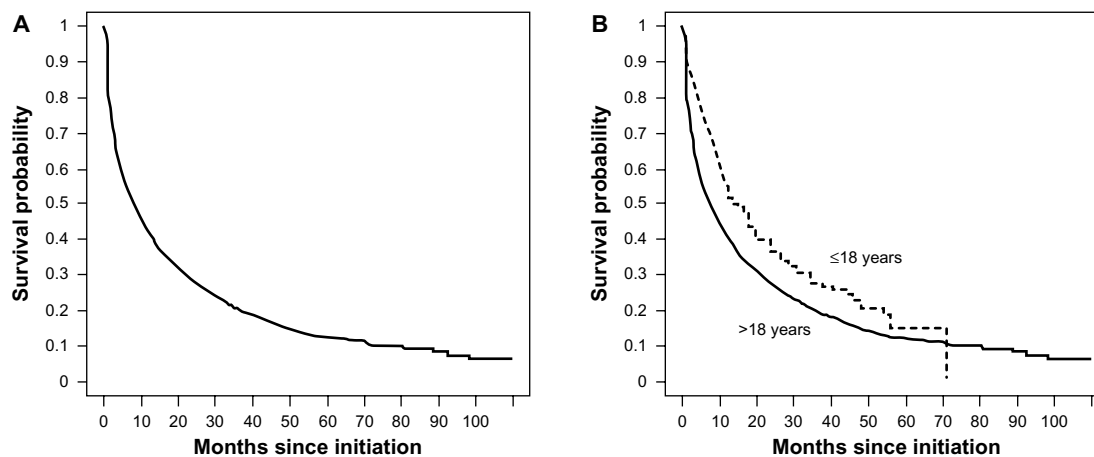 A
Survival probability
1
0.9
0.8
0.7
0.6
0.5
0.4
0.3
0.2
0.1
0
0 10 20 30 40 50 60 70 80 90 100
Months since initiation
B
Survival probability
1
0.9
0.8
0.7
0.6
0.5
0.4
0.3
0.2
0.1
0
≤18 years
>18 years
0 10 20 30 40 50 60 70 80 90 100
Months since initiation